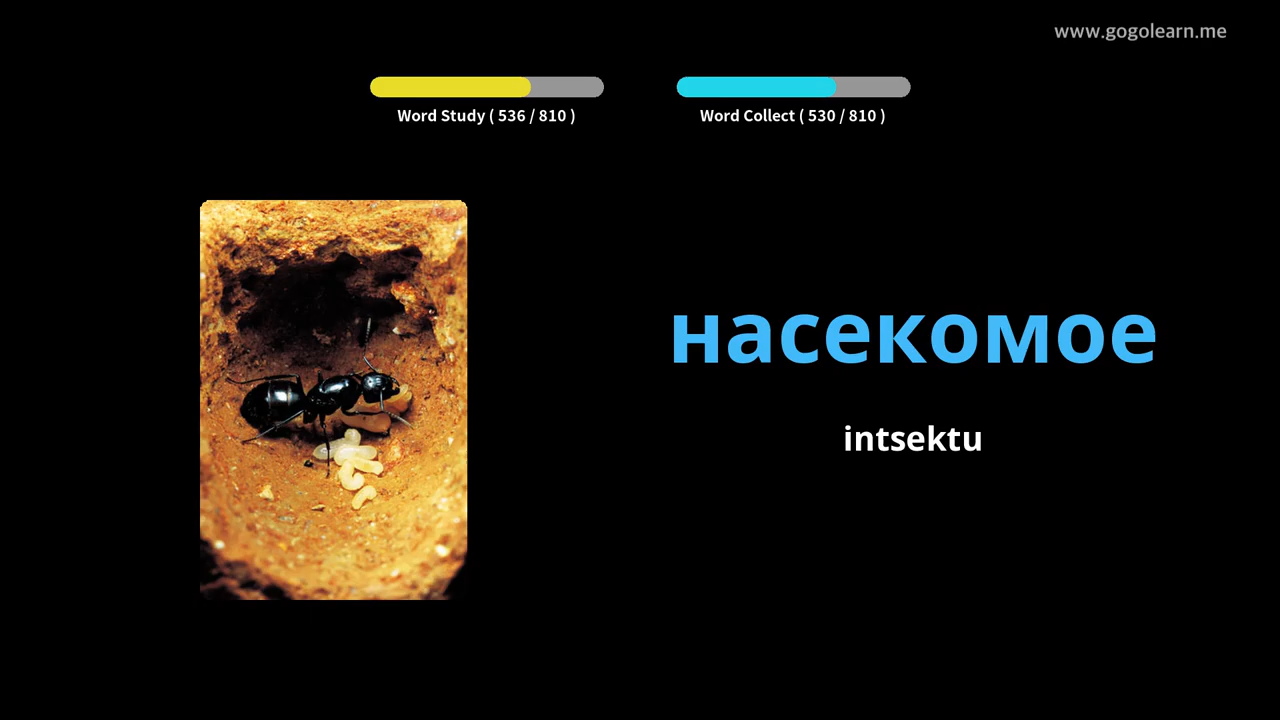 www.gogolearn.me
Word Study ( 536 / 810 )
Word Collect ( 530 / 810 )
насекомое
intsektu